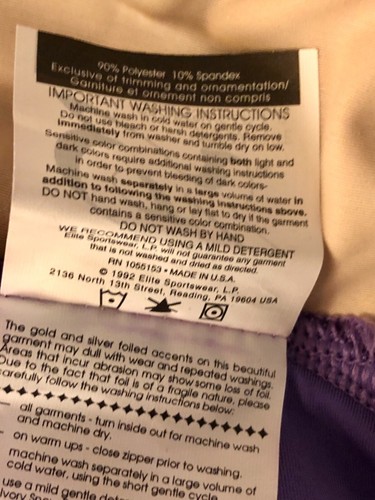 90% Polyester 10% Spandex
Exclusive of trimming and ornamentation/
Garniture et ornement non compris
IMPORTANT WASHING INSTRUCTIONS
Machine wash in cold water on gentle cycle.
Do not use bleach or harsh detergents. Remove
immediately from washer and tumble dry on low.
Sensitive color combinations containing both light and
dark colors require additional washing instructions
in order to prevent bleeding of dark colors-
Machine wash separately in a large volume of water in
addition to following the washing instructions above.
DO NOT hand wash, hang or lay flat to dry if the garment
contains a sensitive color combination.
DO NOT WASH BY HAND
WE RECOMMEND USING A MILD DETERGENT
Elite Sportswear, L.P. will not guarantee any garment
that is not washed and dried as directed.
RN 1056153 • MADE IN U.S.A.
© 1992 Elite Sportswear, L.P.
2136 North 13th Street, Reading, PA 19604 USA
The gold and silver foiled accents on this beautiful
garment may dull with wear and repeated washings.
Areas that incur abrasion may show some loss of foil.
Due to the fact that foil is of a fragile nature, please
carefully follow the washing instructions below:
all garments - turn inside out for machine wash
and machine dry.
on warm ups - close zipper prior to washing.
machine wash separately in a large volume of
cold water, using the short gentle cycle.
use a mild gentle